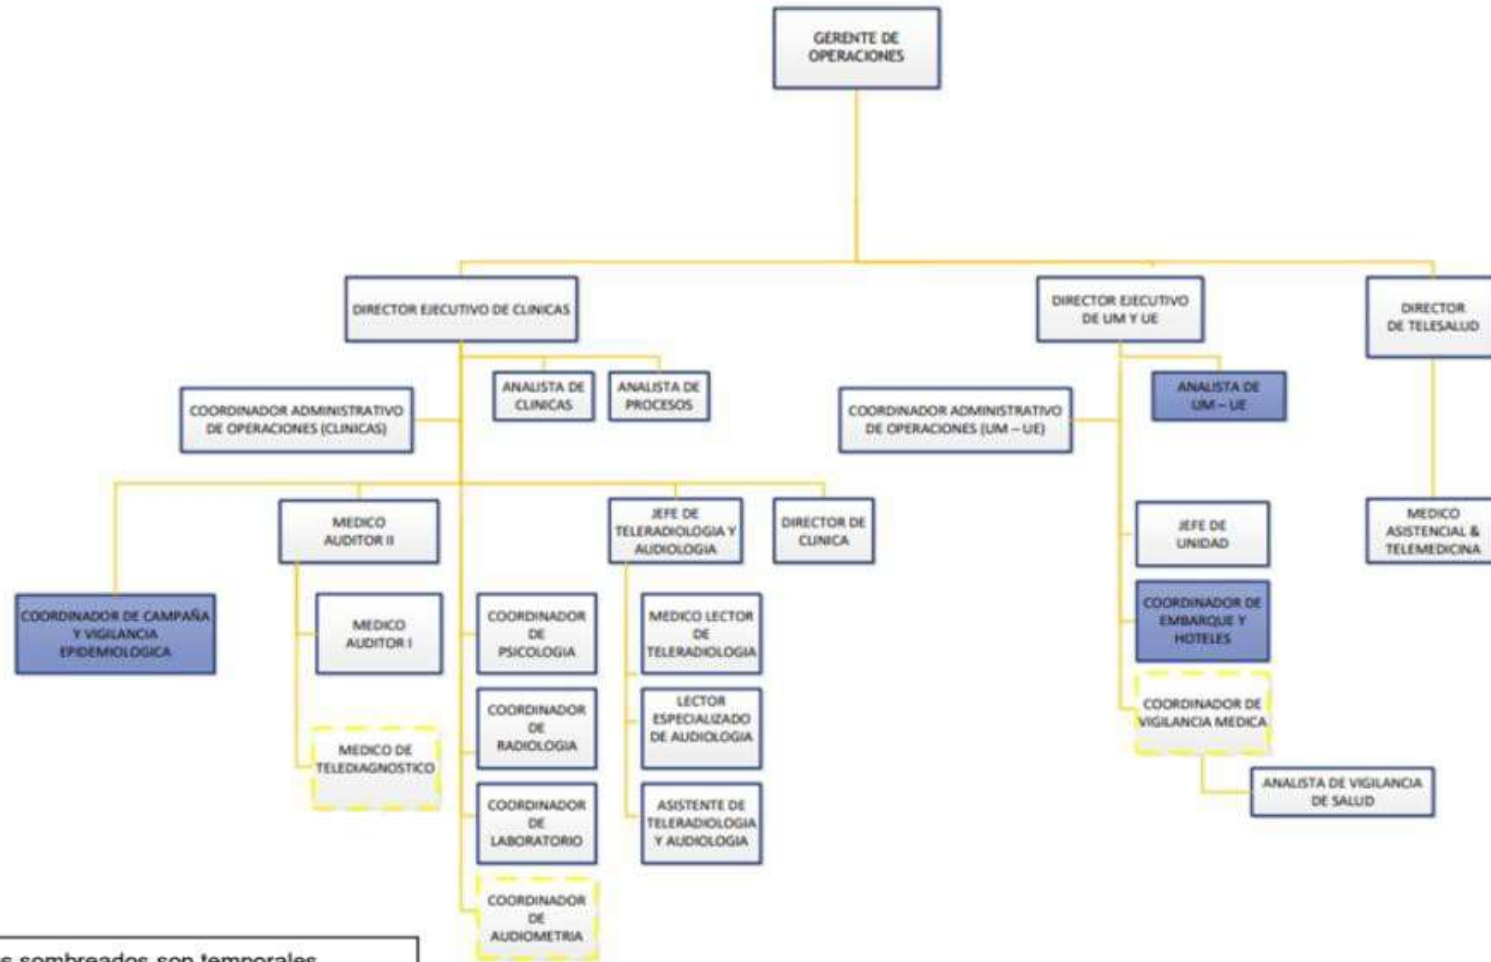 GERENTE DE
OPERACIONES
DIRECTOR EJECUTIVO DE CLINICAS
DIRECTOR EJECUTIVO
DE UM Y UE
DIRECTOR
DE TELESALUD
ANALISTA DE
CLINICAS
ANALISTA DE
PROCESOS
ANALISTA DE
UM – UE
COORDINADOR ADMINISTRATIVO
DE OPERACIONES (CLINICAS)
COORDINADOR ADMINISTRATIVO
DE OPERACIONES (UM – UE)
MEDICO
AUDITOR II
JEFE DE
TELERADIOLOGIA Y
AUDIOLOGIA
DIRECTOR DE
CLINICA
JEFE DE
UNIDAD
MEDICO
ASISTENCIAL &
TELEMEDICINA
COORDINADOR DE CAMPAÑA
Y VIGILANCIA
EPIDEMIOLOGICA
MEDICO
AUDITOR I
COORDINADOR
DE
PSICOLOGIA
MEDICO LECTOR
DE
TELERADIOLOGIA
COORDINADOR DE
EMBARQUE Y
HOTELES
MEDICO DE
TELEDIAGNOSTICO
COORDINADOR
DE
RADIOLOGIA
LECTOR
ESPECIALIZADO
DE AUDIOLOGIA
COORDINADOR DE
VIGILANCIA MEDICA
COORDINADOR
DE
LABORATORIO
ASISTENTE DE
TELERADIOLOGIA
Y AUDIOLOGIA
ANALISTA DE VIGILANCIA
DE SALUD
COORDINADOR
DE
AUDIOMETRIA
sombreados son temporales